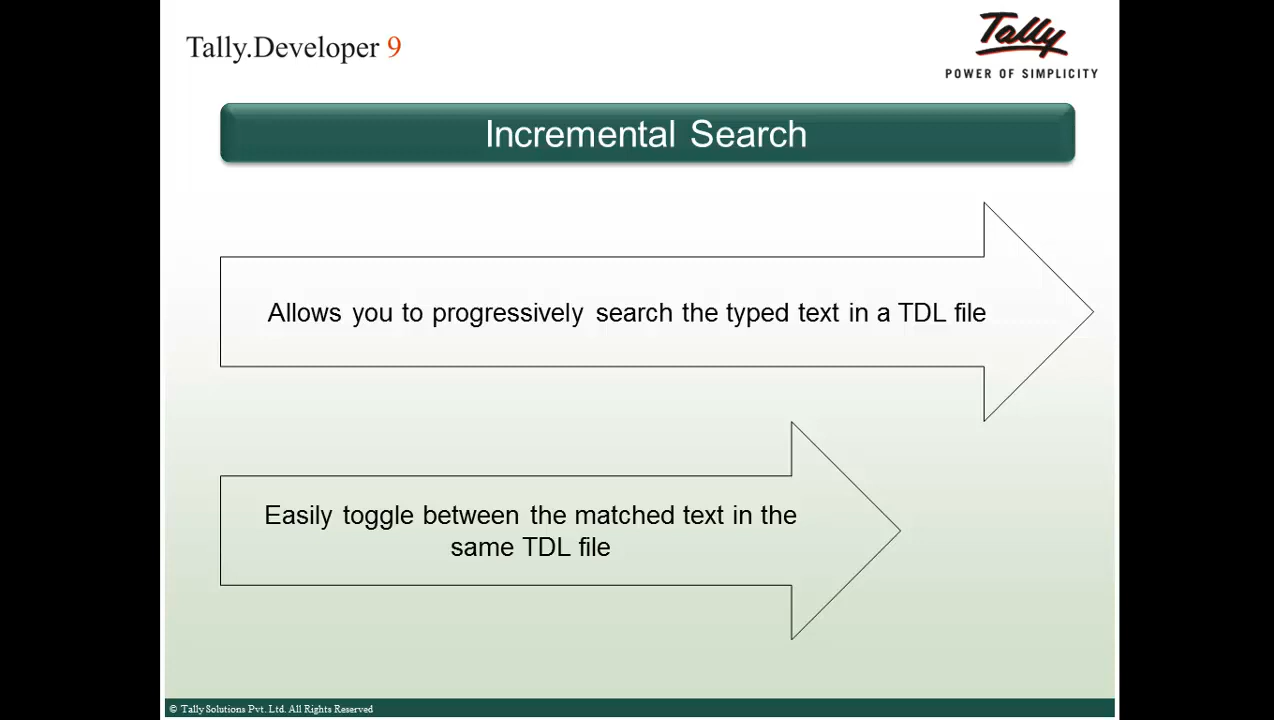 Tally.Developer 9
Tally
POWER OF SIMPLICITY
Incremental Search
Allows you to progressively search the typed text in a TDL file
Easily toggle between the matched text in the
same TDL file
© Tally Solutions Pvt. Ltd. All Rights Reserved